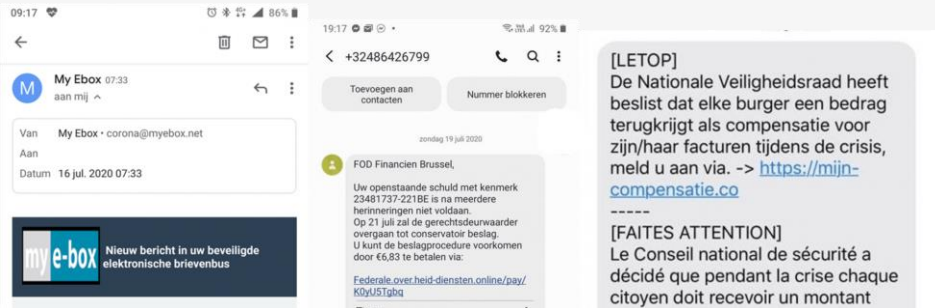 09:17
86%
My Ebox 07:33
aan mij
Van My Ebox • corona@myebox.net
Aan
Datum 16 jul. 2020 07:33
my e-box
Nieuw bericht in uw beveiligde
elektronische brievenbus
19:17
92%
+32486426799
Toevoegen aan
contacten
Nummer blokkeren
zondag 19 juli 2020
FOD Financien Brussel,
Uw openstaande schuld met kenmerk
23481737-221BE is na meerdere
herinneringen niet voldaan.
Op 21 juli zal de gerechtsdeurwaarder
overgaan tot conservatoir beslag.
U kunt de beslagprocedure voorkomen
door €6,83 te betalen via:
Federale.over.heid-diensten.online/pay/
K0yU5Tgbq
[LETOP]
De Nationale Veiligheidsraad heeft
beslist dat elke burger een bedrag
terugkrijgt als compensatie voor
zijn/haar facturen tijdens de crisis,
meld u aan via. -> https://mijn-
compensatie.co
-----
[FAITES ATTENTION]
Le Conseil national de sécurité a
décidé que pendant la crise chaque
citoyen doit recevoir un montant